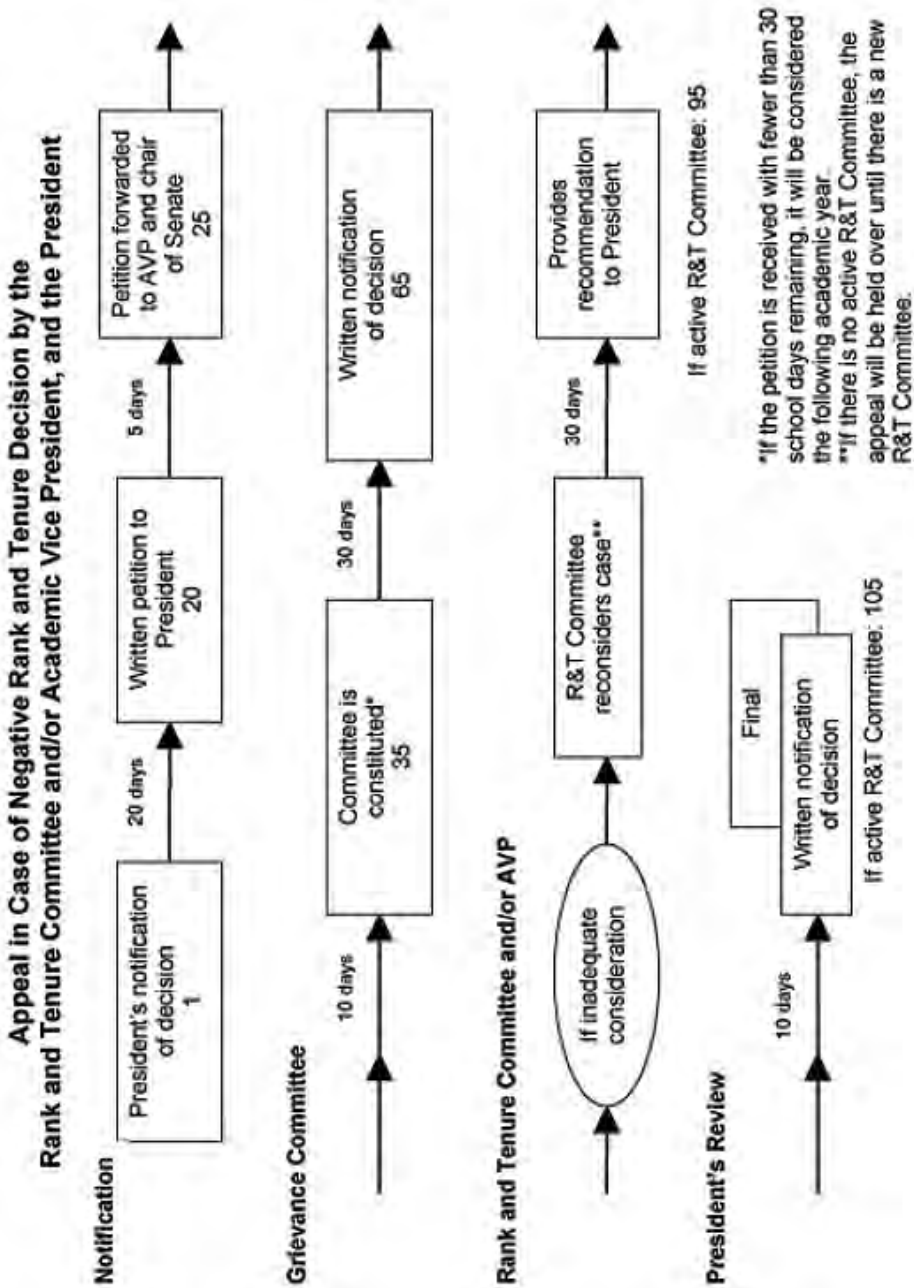 Appeal in Case of Negative Rank and Tenure Decision by the
Rank and Tenure Committee and/or Academic Vice President, and the President
Notification
President's notification
of decision
1
20 days
Written petition to
President
20
5 days
Petition forwarded
to AVP and chair
of Senate
25
Grievance Committee
10 days
Committee is
constituted*
35
30 days
Written notification
of decision
65
Rank and Tenure Committee and/or AVP
If inadequate
consideration
R&T Committee
reconsiders case**
30 days
Provides
recommendation
to President
If active R&T Committee: 95
President's Review
10 days
Final
Written notification
of decision
If active R&T Committee: 105
*If the petition is received with fewer than 30
school days remaining, it will be considered
the following academic year.
**If there is no active R&T Committee, the
appeal will be held over until there is a new
R&T Committee.